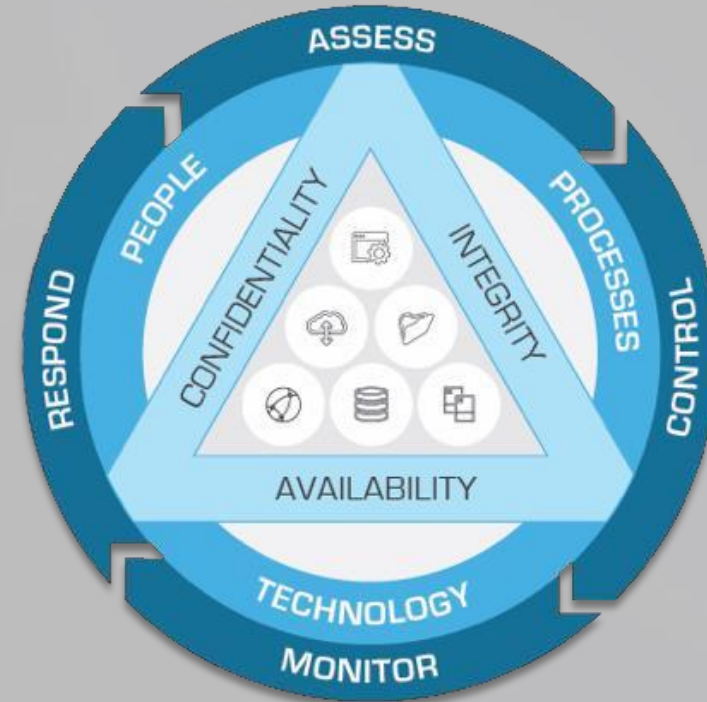 ASSESS
PEOPLE
PROCESSES
CONFIDENTIALITY
INTEGRITY
RESPOND
CONTROL
AVAILABILITY
TECHNOLOGY
MONITOR